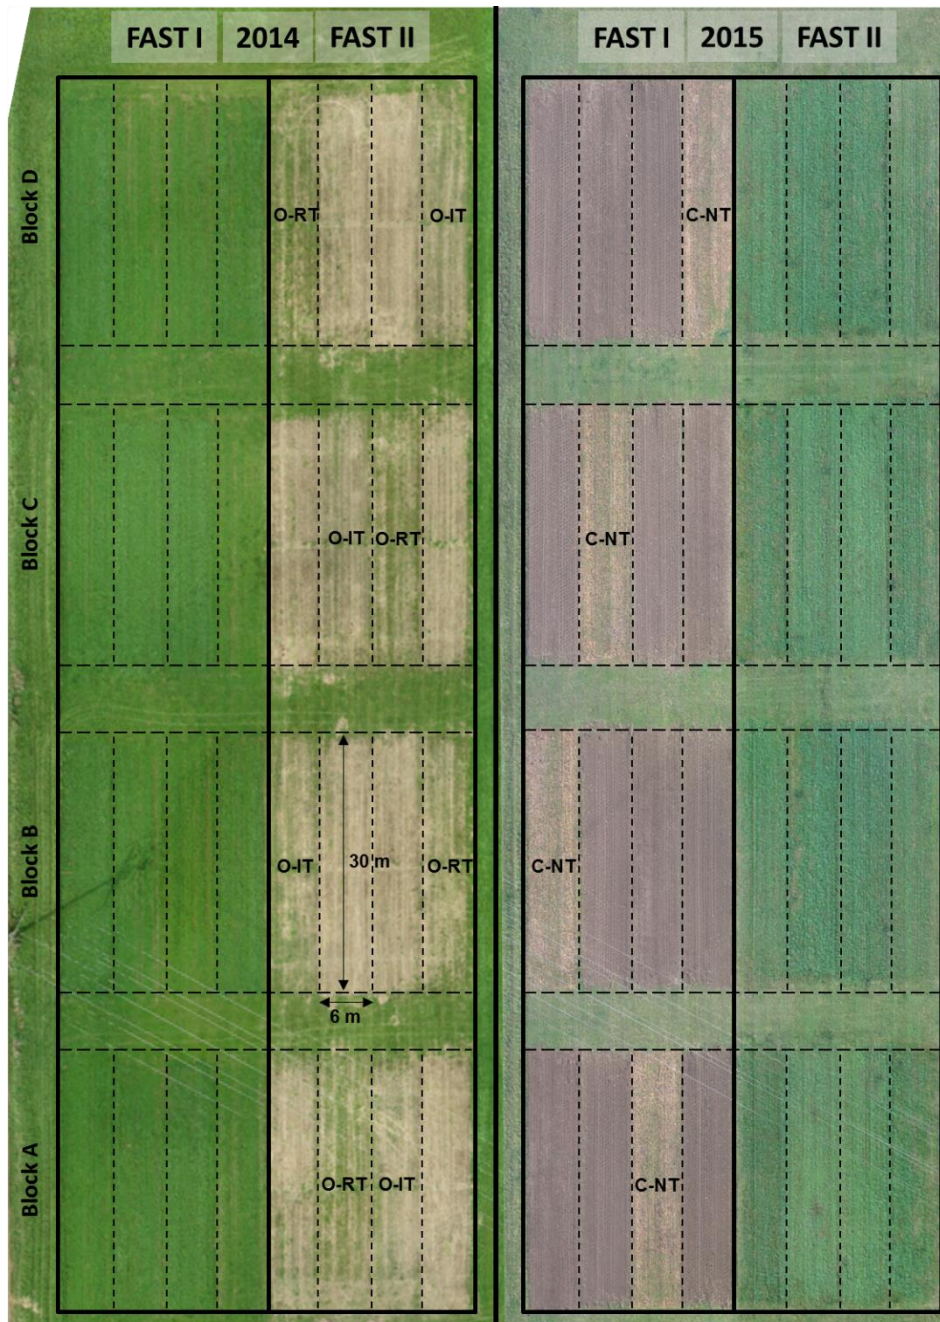 FAST I 2014 FAST II FAST I 2015 FAST II
Block D
O-RT O-IT C-NT
Block C
O-IT O-RT C-NT
Block B
O-IT 30 m O-RT C-NT
6 m
Block A
O-RT O-IT C-NT